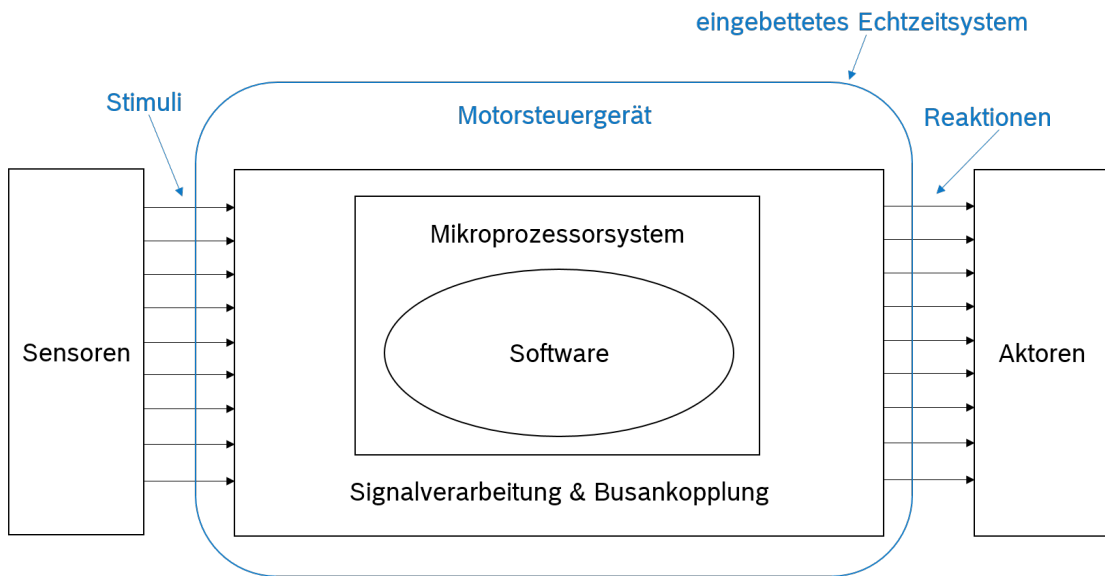 eingebettetes Echtzeitsystem
Stimuli
Motorsteuergerät
Reaktionen
Mikroprozessorsystem
Sensoren
Software
Aktoren
Signalverarbeitung & Busankopplung